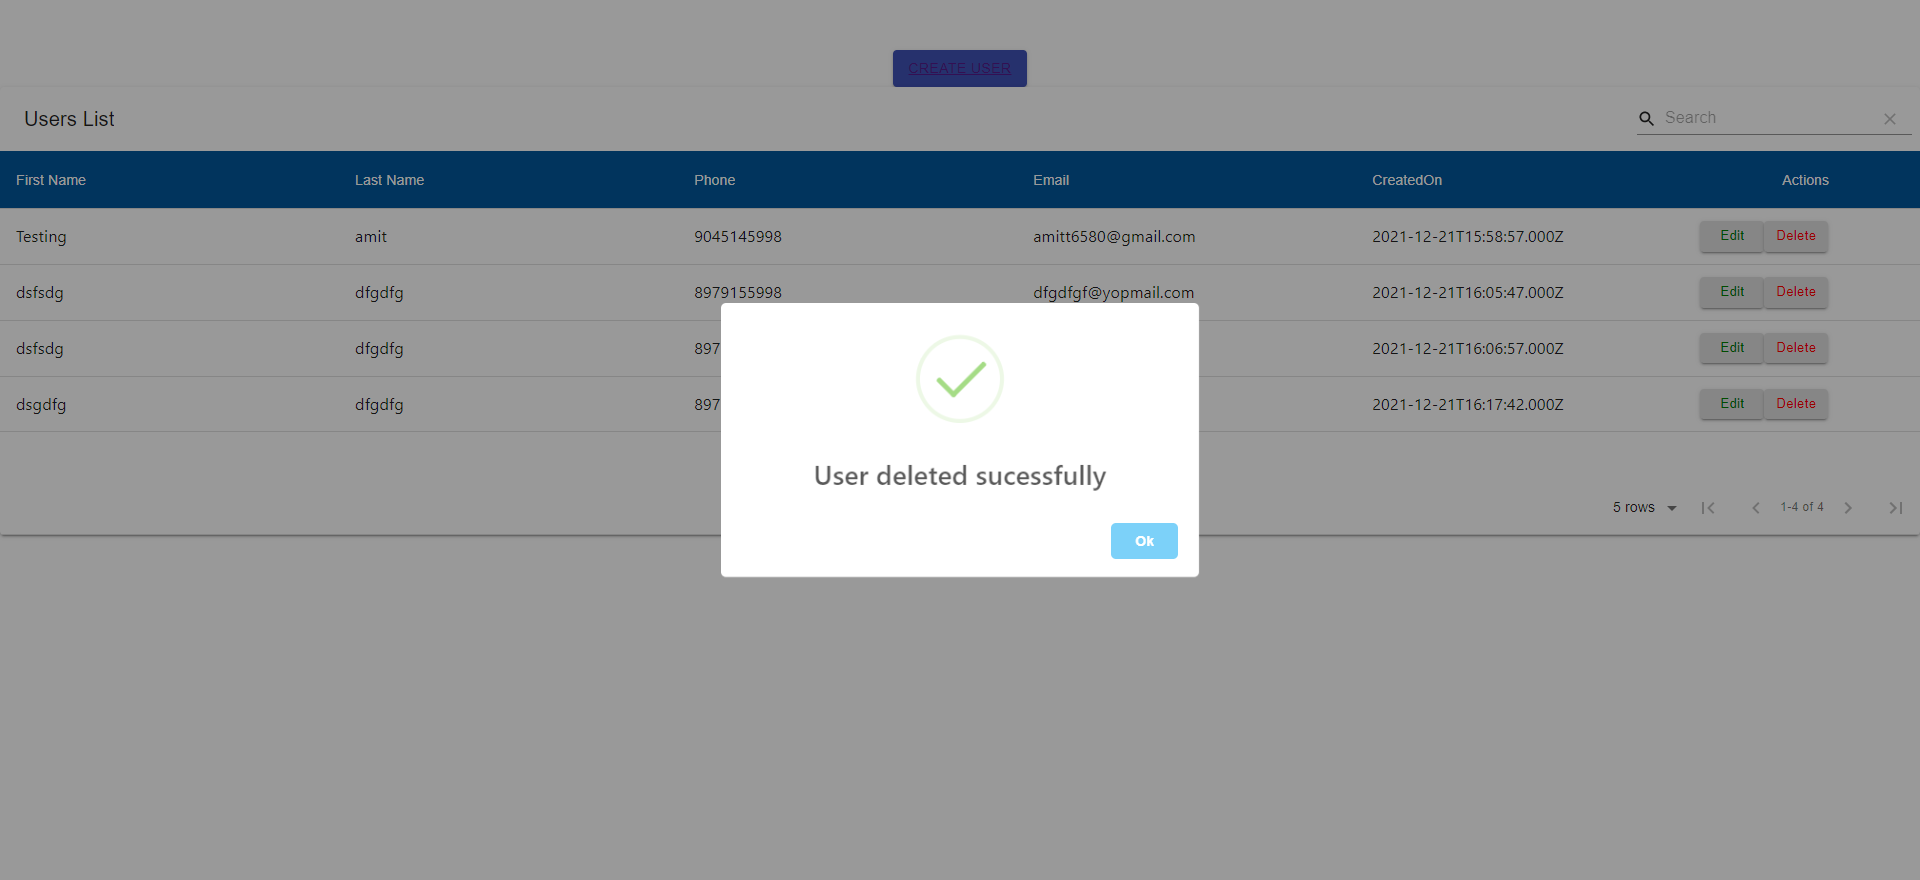 CREATE USER
Users List
Search
First Name Last Name Phone Email CreatedOn Actions
Testing amit 9045145998 amitt6580@gmail.com 2021-12-21T15:58:57.000Z Edit Delete
dsfsdg dfgdfg 8979155998 dfgdfgf@yopmail.com 2021-12-21T16:05:47.000Z Edit Delete
dsfsdg dfgdfg 897 2021-12-21T16:06:57.000Z Edit Delete
dsgdfg dfgdfg 897 2021-12-21T16:17:42.000Z Edit Delete
User deleted sucessfully
Ok
5 rows 1-4 of 4